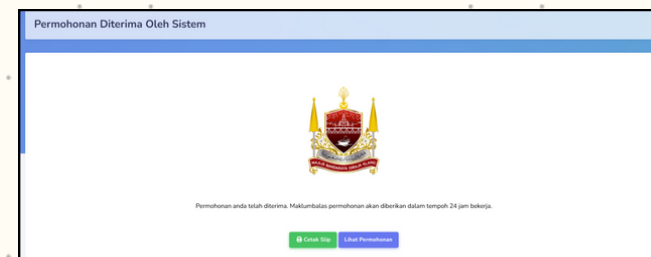 Permohonan Diterima Oleh Sistem
Permohonan anda telah diterima. Maklumbalas permohonan akan diberikan dalam tempoh 24 jam bekerja.
Cetak Slip
Lihat Permohonan